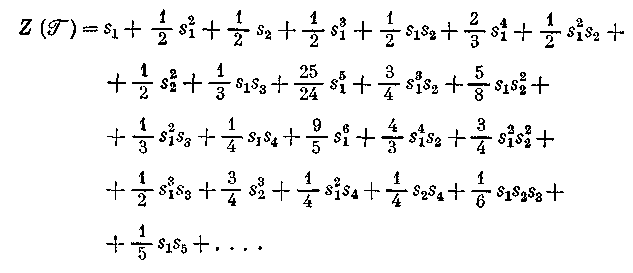 Z (𝒯) = s₁ + 1/2 s₁² + 1/2 s₂ + 1/2 s₁³ + 1/2 s₁s₂ + 2/3 s₁⁴ + 1/2 s₁²s₂ +
+ 1/2 s₂² + 1/3 s₁s₃ + 25/24 s₁⁵ + 3/4 s₁³s₂ + 5/8 s₁s₂² +
+ 1/3 s₁²s₃ + 1/4 s₁s₄ + 9/5 s₁⁶ + 4/3 s₁⁴s₂ + 3/4 s₁²s₂² +
+ 1/2 s₁³s₃ + 3/4 s₂³ + 1/4 s₁²s₄ + 1/4 s₂s₄ + 1/6 s₁s₂s₃ +
+ 1/5 s₁s₅ + . . . .